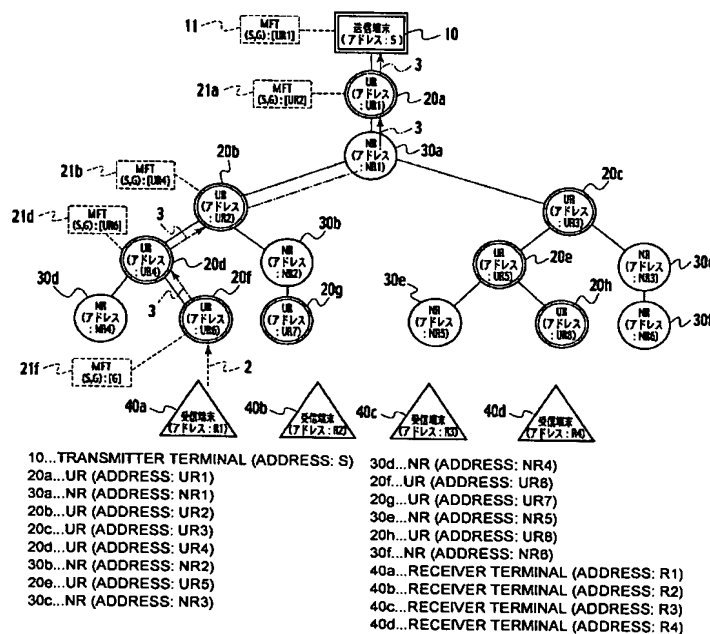 11
MFT
(S,G):[UR1]
送信端末
(アドレス:S)
10
3
21a
MFT
(S,G):[UR2]
UR
(アドレス
:UR1)
20a
3
NR
(アドレス
:NR1)
30a
20b
21b
MFT
(S,G):[UR4]
UR
(アドレス
:UR2)
20c
UR
(アドレス
:UR3)
21d
MFT
(S,G):[UR6]
3
30b
UR
(アドレス
:UR4)
20d
NR
(アドレス
:NR2)
UR
(アドレス
:UR5)
20e
NR
(アドレス
:NR3)
30d
20f
3
NR
(アドレス
:NR4)
UR
(アドレス
:UR6)
20g
UR
(アドレス
:UR7)
30e
NR
(アドレス
:NR5)
20h
UR
(アドレス
:UR8)
NR
(アドレス
:NR6)
21f
MFT
(S,G):[G]
2
40a
受信端末
(アドレス:R1)
40b
受信端末
(アドレス:R2)
40c
受信端末
(アドレス:R3)
40d
受信端末
(アドレス:R4)
10...TRANSMITTER TERMINAL (ADDRESS: S)
20a...UR (ADDRESS: UR1)
30a...NR (ADDRESS: NR1)
20b...UR (ADDRESS: UR2)
20c...UR (ADDRESS: UR3)
20d...UR (ADDRESS: UR4)
30b...NR (ADDRESS: NR2)
20e...UR (ADDRESS: UR5)
30c...NR (ADDRESS: NR3)
30d...NR (ADDRESS: NR4)
20f...UR (ADDRESS: UR6)
20g...UR (ADDRESS: UR7)
30e...NR (ADDRESS: NR5)
20h...UR (ADDRESS: UR8)
30f...NR (ADDRESS: NR6)
40a...RECEIVER TERMINAL (ADDRESS: R1)
40b...RECEIVER TERMINAL (ADDRESS: R2)
40c...RECEIVER TERMINAL (ADDRESS: R3)
40d...RECEIVER TERMINAL (ADDRESS: R4)